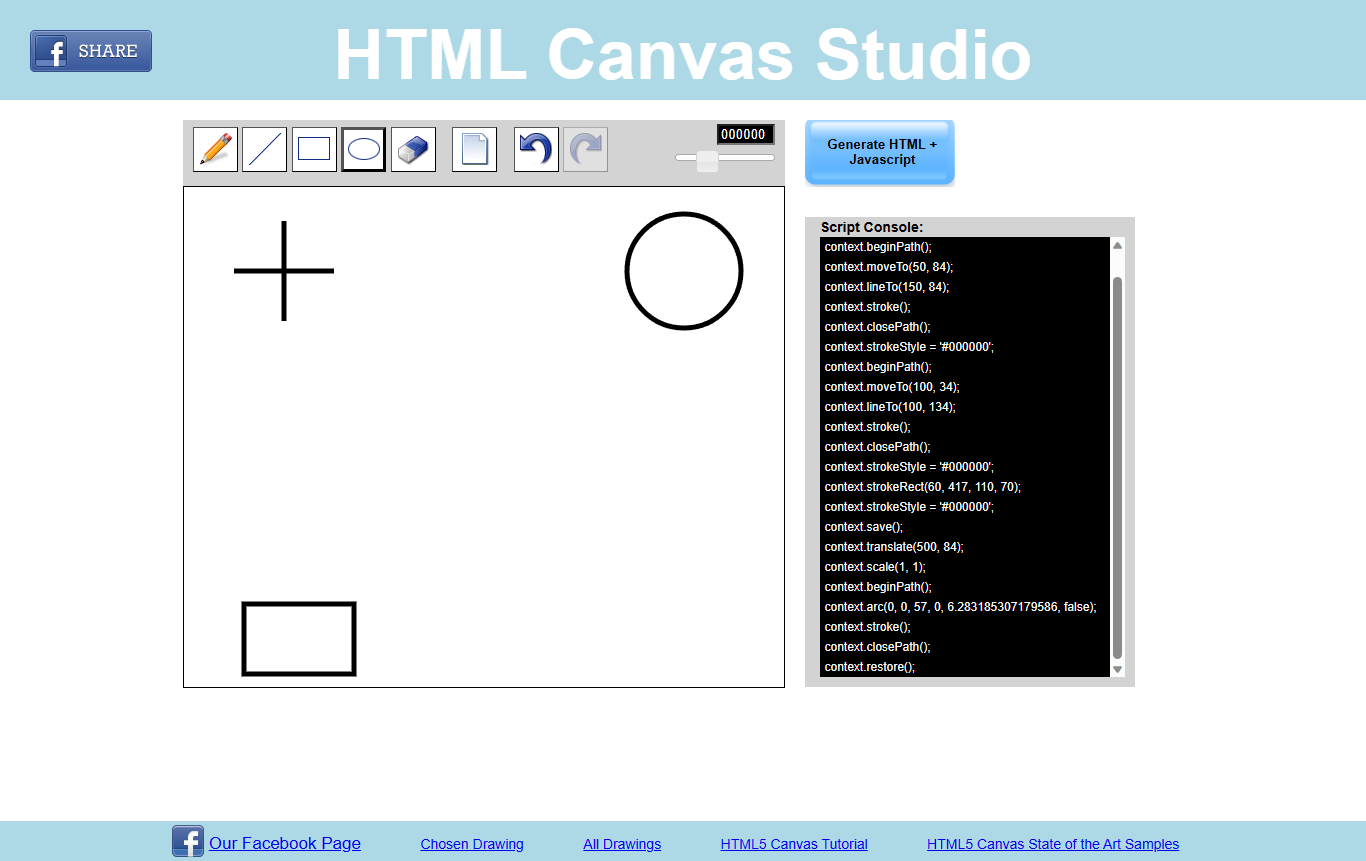 f SHARE
HTML Canvas Studio
000000
Generate HTML +
Javascript
Script Console:
context.beginPath();
context.moveTo(50, 84);
context.lineTo(150, 84);
context.stroke();
context.closePath();
context.strokeStyle = '#000000';
context.beginPath();
context.moveTo(100, 34);
context.lineTo(100, 134);
context.stroke();
context.closePath();
context.strokeStyle = '#000000';
context.strokeRect(60, 417, 110, 70);
context.strokeStyle = '#000000';
context.save();
context.translate(500, 84);
context.scale(1, 1);
context.beginPath();
context.arc(0, 0, 57, 0, 6.283185307179586, false);
context.stroke();
context.closePath();
context.restore();
f Our Facebook Page Chosen Drawing All Drawings HTML5 Canvas Tutorial HTML5 Canvas State of the Art Samples